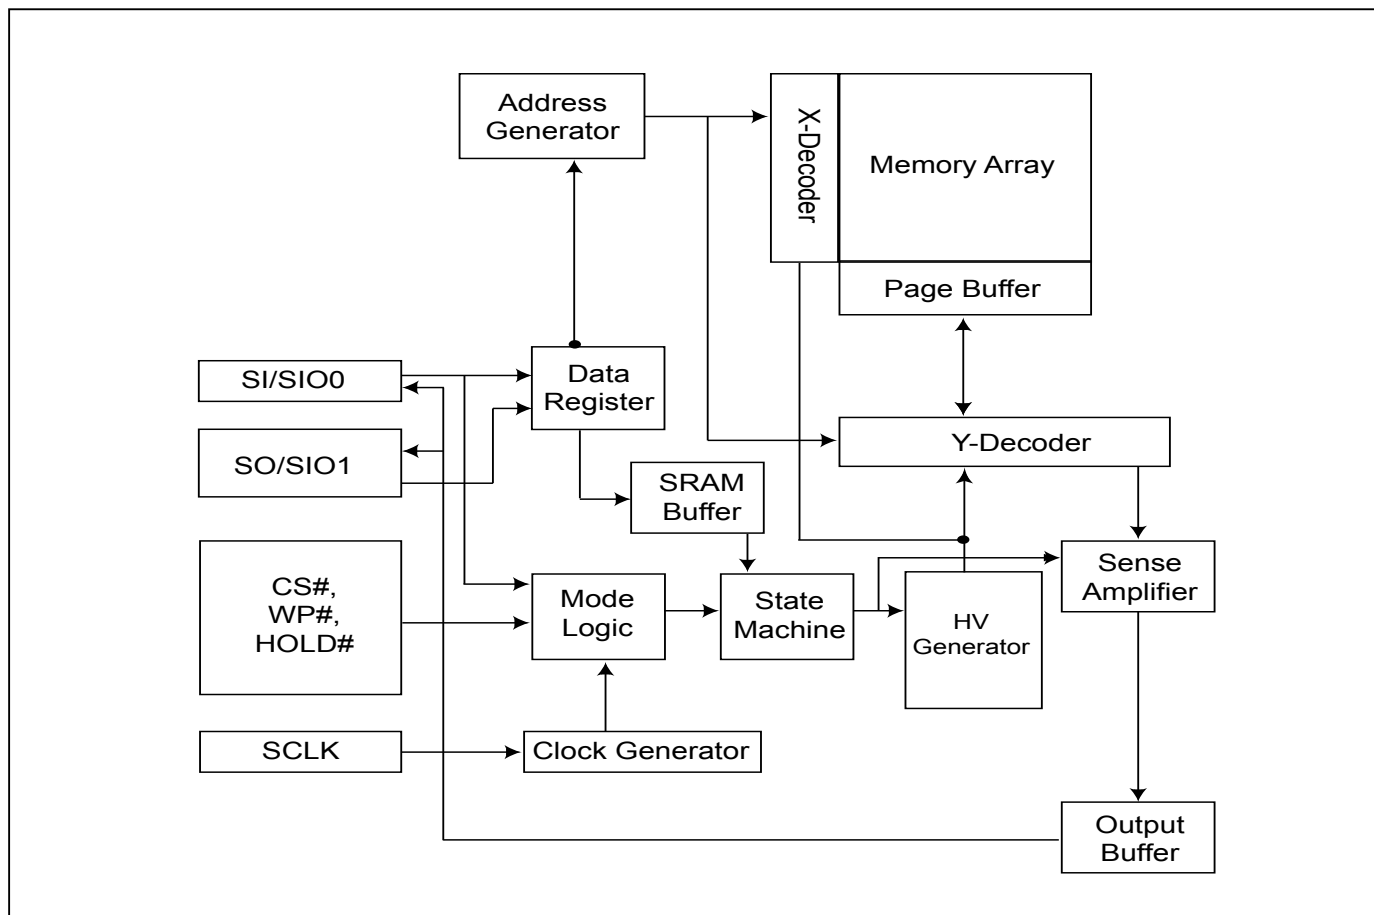 Address
Generator
X-Decoder
Memory Array
Page Buffer
SI/SIO0
Data
Register
SO/SIO1
Y-Decoder
SRAM
Buffer
CS#,
WP#,
HOLD#
Mode
Logic
State
Machine
HV
Generator
Sense
Amplifier
SCLK
Clock Generator
Output
Buffer